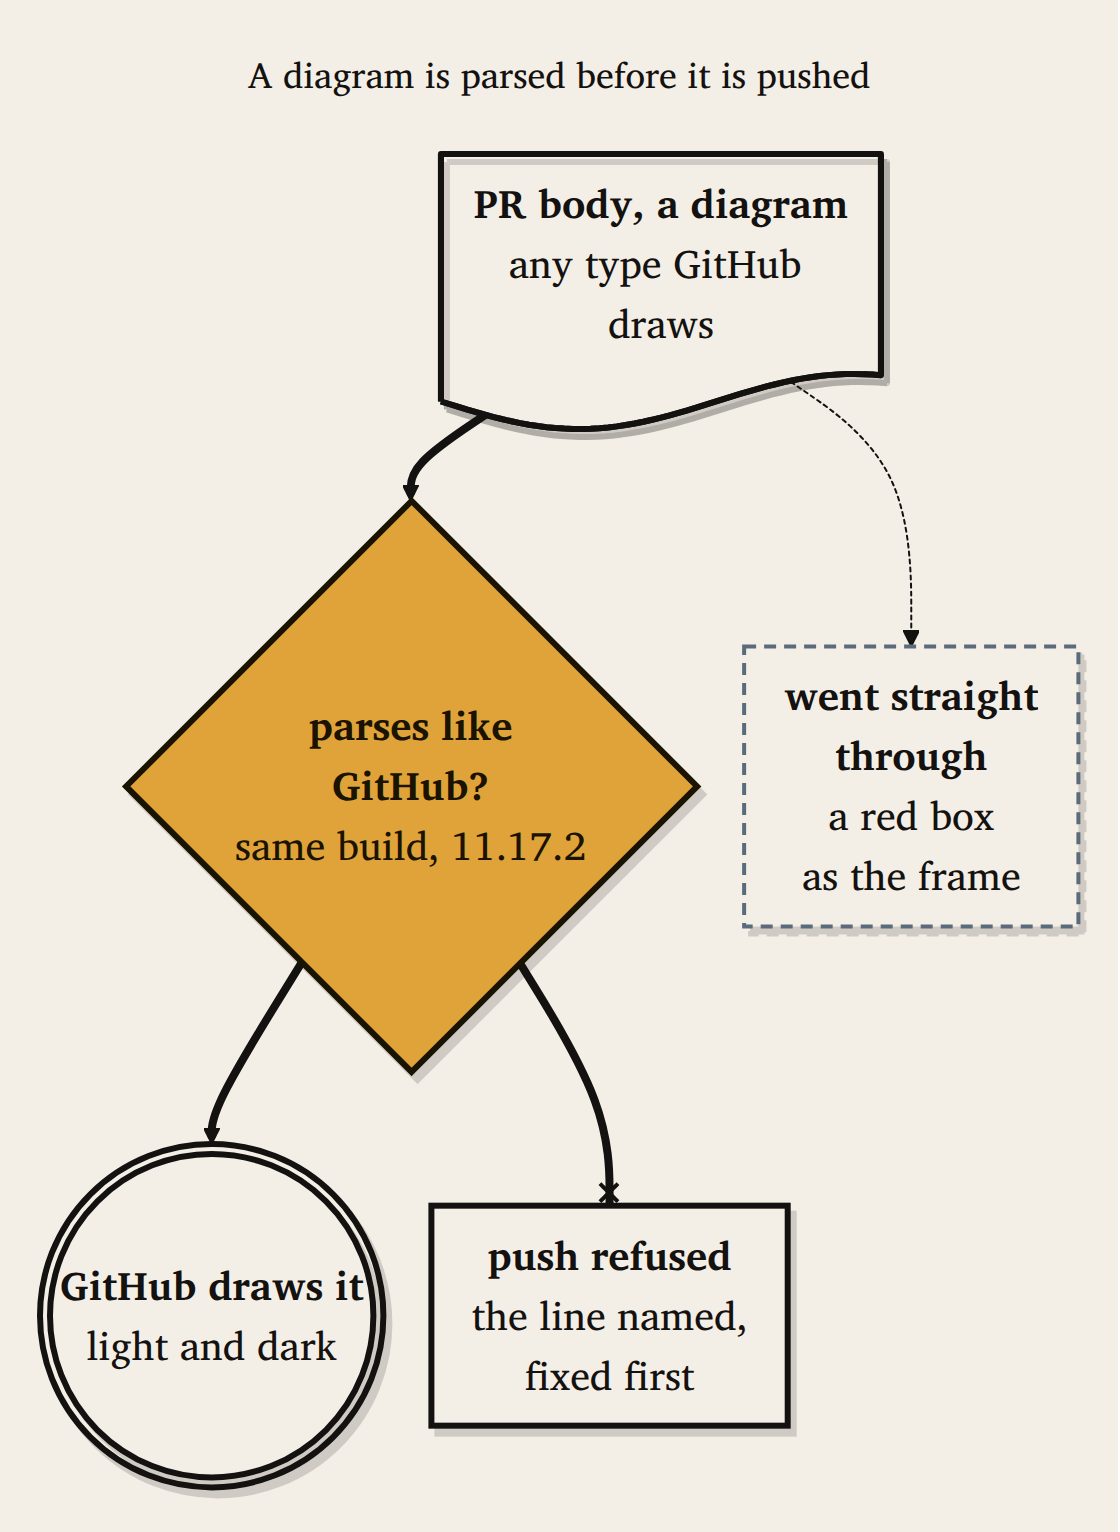 A diagram is parsed before it is pushed
PR body, a diagram
any type GitHub
draws
parses like
GitHub?
same build, 11.17.2
went straight
through
a red box
as the frame
GitHub draws it
light and dark
push refused
the line named,
fixed first